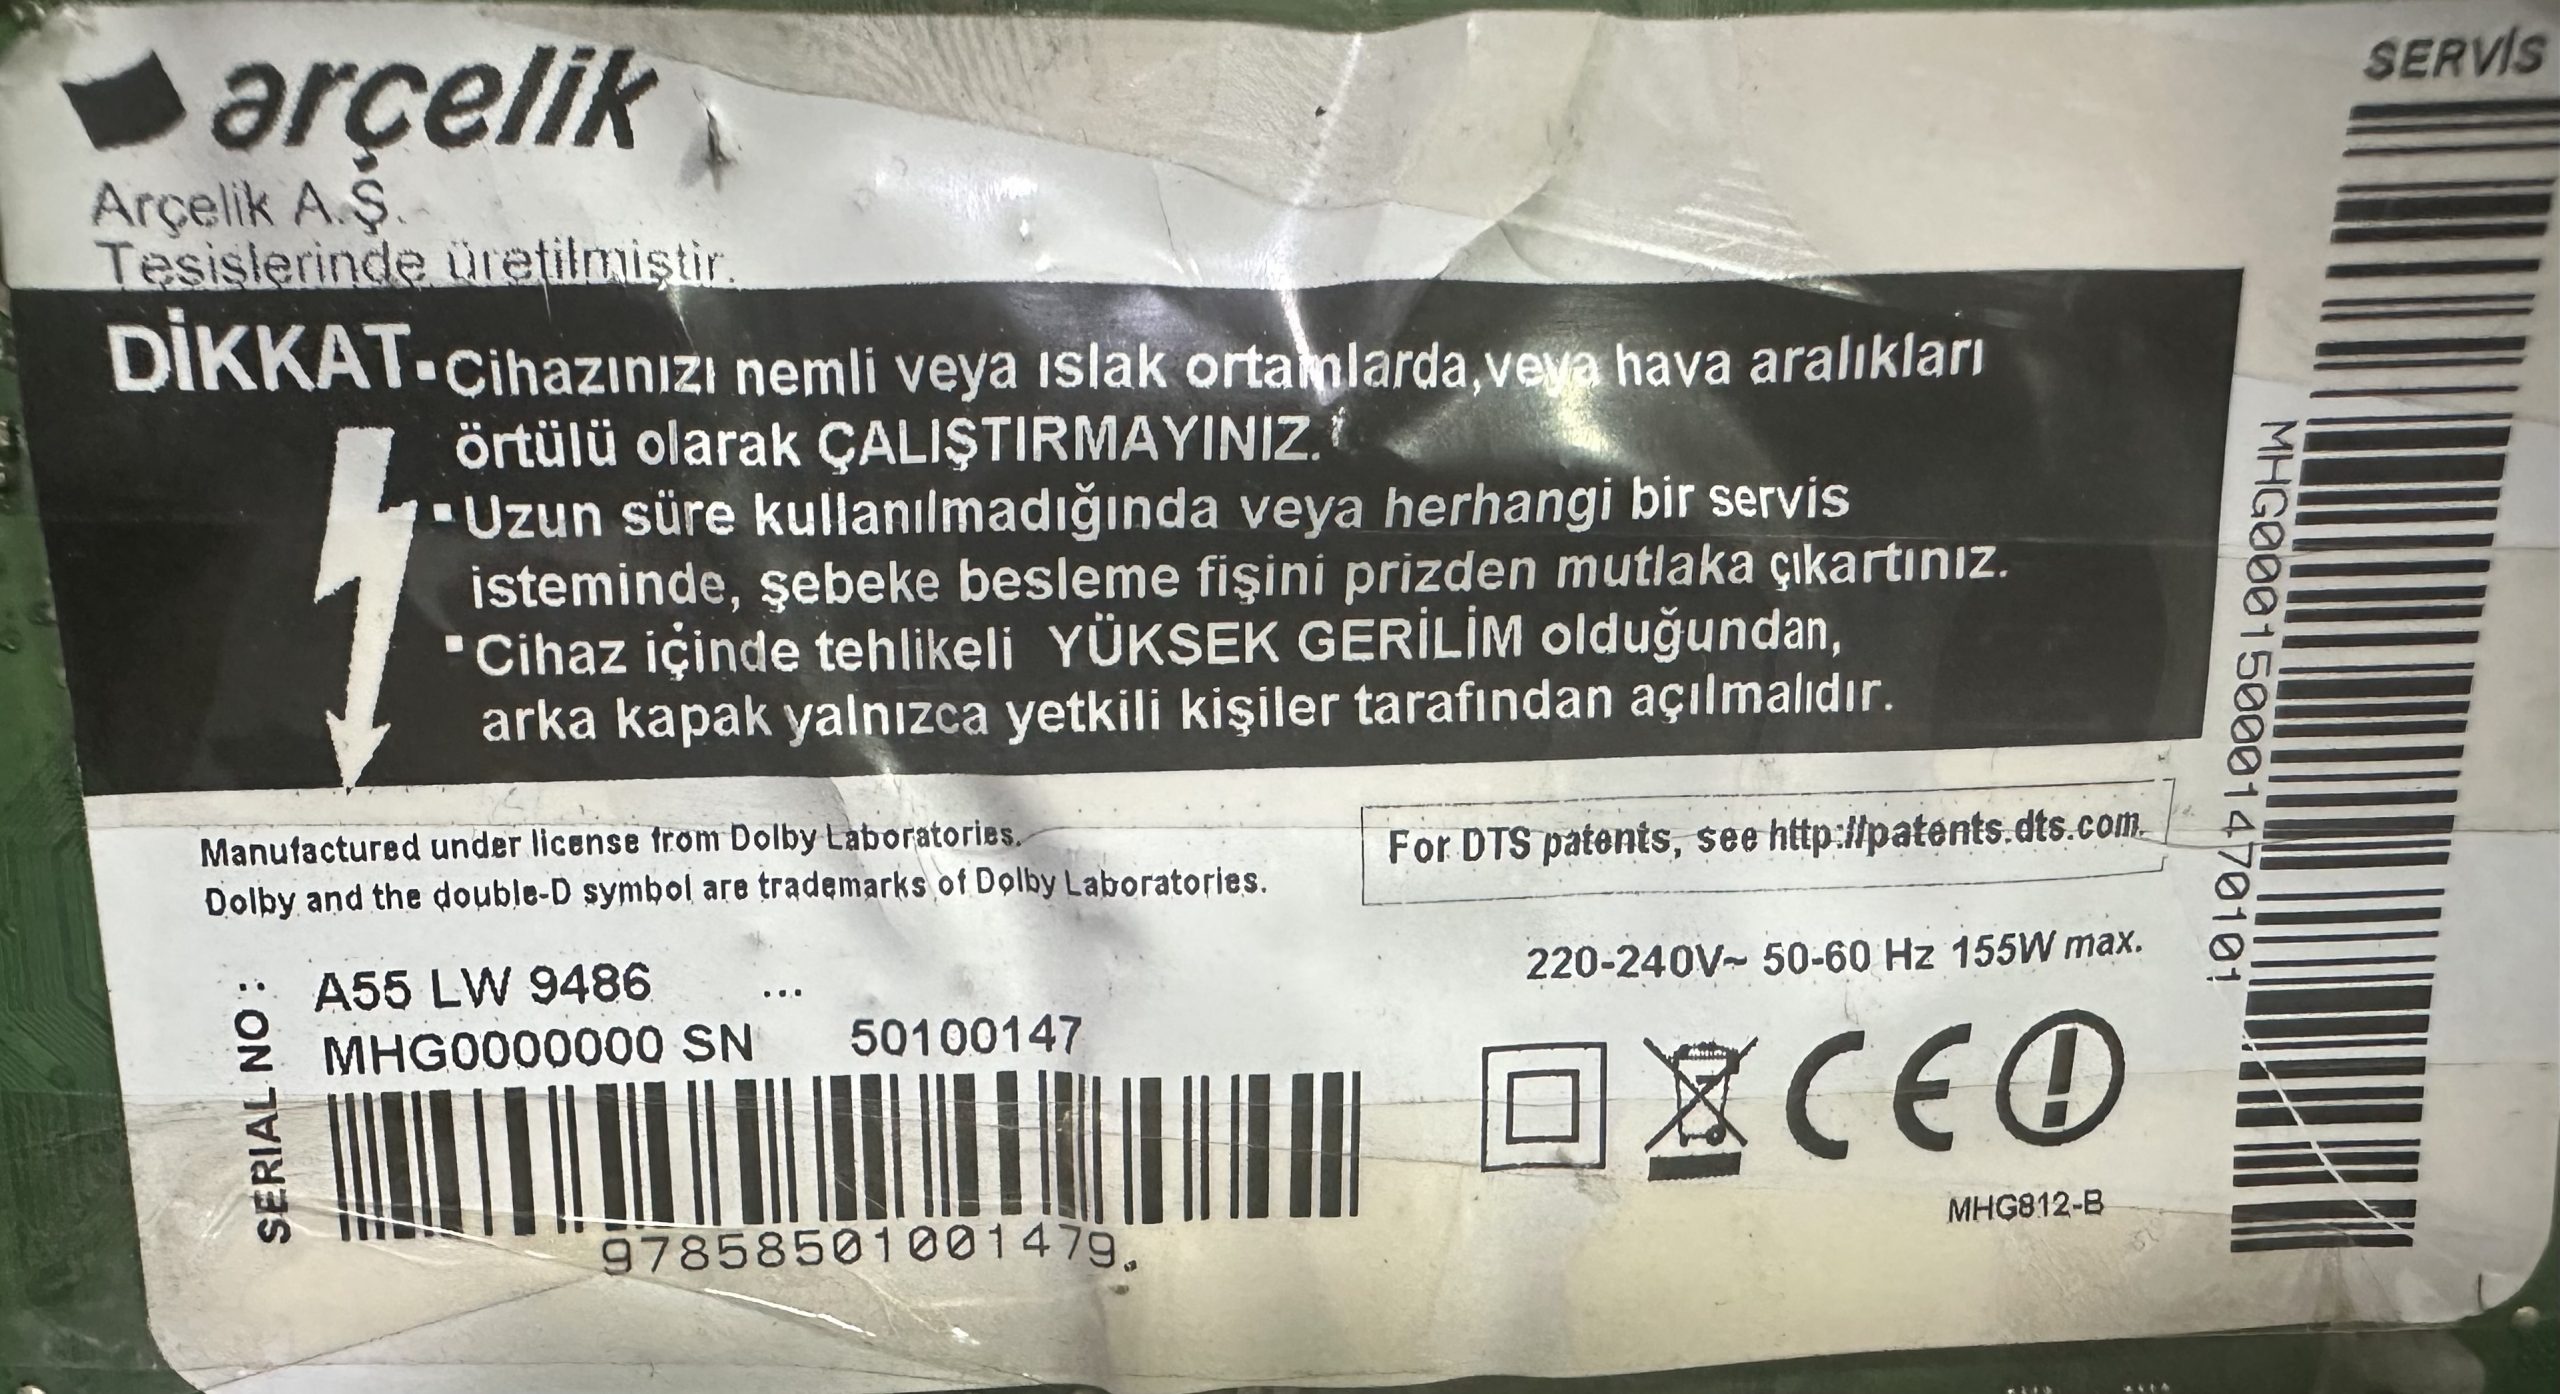 arçelik
SERVİS
Arçelik A.Ş.
Tesislerinde üretilmiştir.
DİKKAT
▪Cihazınızı nemli veya ıslak ortamlarda,veya hava aralıkları
örtülü olarak ÇALIŞTIRMAYINIZ.
▪Uzun süre kullanılmadığında veya herhangi bir servis
isteminde, şebeke besleme fişini prizden mutlaka çıkartınız.
▪Cihaz içinde tehlikeli YÜKSEK GERİLİM olduğundan,
arka kapak yalnızca yetkili kişiler tarafından açılmalıdır.
MHG000150001470101
Manufactured under license from Dolby Laboratories.
Dolby and the double-D symbol are trademarks of Dolby Laboratories.
For DTS patents, see http://patents.dts.com.
220-240V~ 50-60 Hz 155W max.
SERIAL NO :
A55 LW 9486 ...
MHG0000000 SN 50100147
97858501001479.
CE
MHG812-B